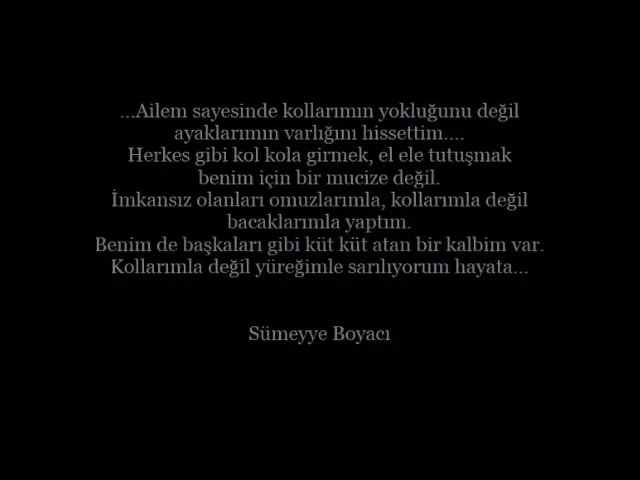 ...Ailem sayesinde kollarımın yokluğunu değil
ayaklarımın varlığını hissettim....
Herkes gibi kol kola girmek, el ele tutuşmak
benim için bir mucize değil.
İmkansız olanları omuzlarımla, kollarımla değil
bacaklarımla yaptım.
Benim de başkaları gibi küt küt atan bir kalbim var.
Kollarımla değil yüreğimle sarılıyorum hayata...
Sümeyye Boyacı